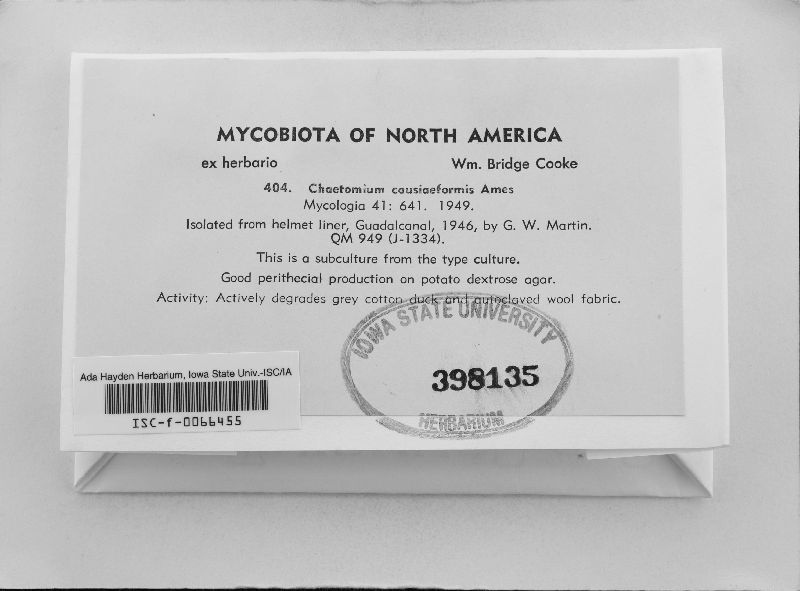 MYCOBIOTA OF NORTH AMERICA
ex herbario Wm. Bridge Cooke
404. Chaetomium causiaeformis Ames
Mycologia 41: 641. 1949.
Isolated from helmet liner, Guadalcanal, 1946, by G. W. Martin.
QM 949 (J-1334).
This is a subculture from the type culture.
Good perithecial production on potato dextrose agar.
Activity: Actively degrades grey cotton duck and autoclaved wool fabric.
IOWA STATE UNIVERSITY
398135
HERBARIUM
Ada Hayden Herbarium, Iowa State Univ.-ISC/IA
ISC-f-0066455